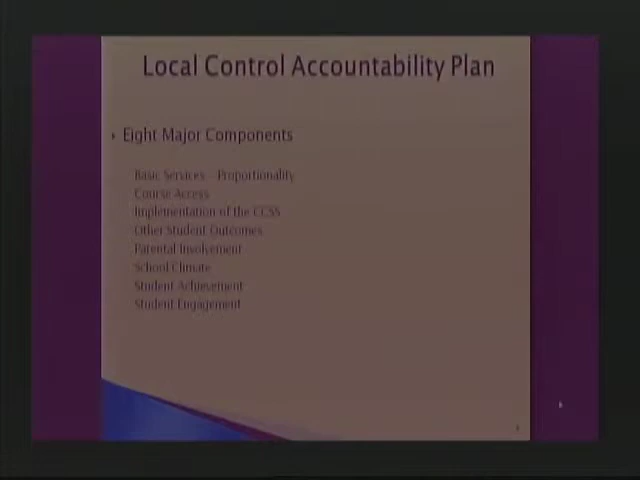 Local Control Accountability Plan
Eight Major Components
Basic Services – Proportionality
Course Access
Implementation of the CCSS
Other Student Outcomes
Parental Involvement
School Climate
Student Achievement
Student Engagement